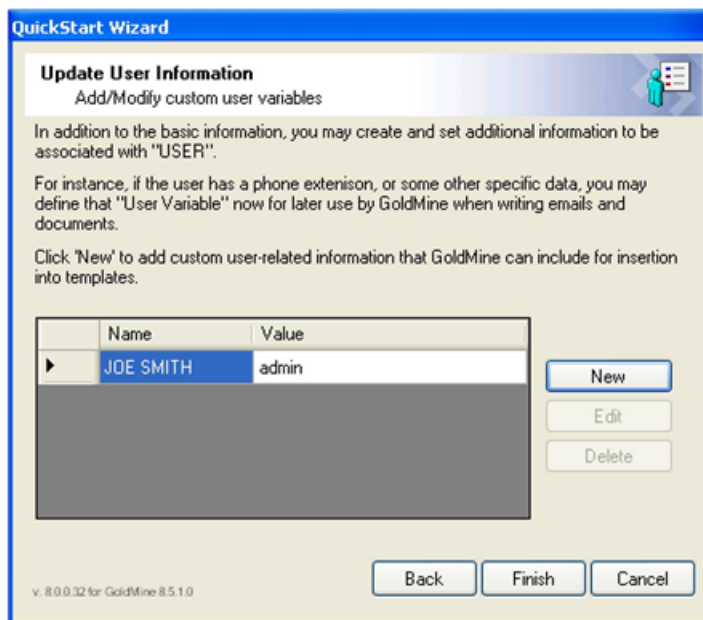 QuickStart Wizard
Update User Information
Add/Modify custom user variables
In addition to the basic information, you may create and set additional information to be
associated with "USER".
For instance, if the user has a phone extenison, or some other specific data, you may
define that "User Variable" now for later use by GoldMine when writing emails and
documents.
Click 'New' to add custom user-related information that GoldMine can include for insertion
into templates.
Name Value
JOE SMITH admin
New
Edit
Delete
Back Finish Cancel
v. 8.0.0.32 for GoldMine 8.5.1.0